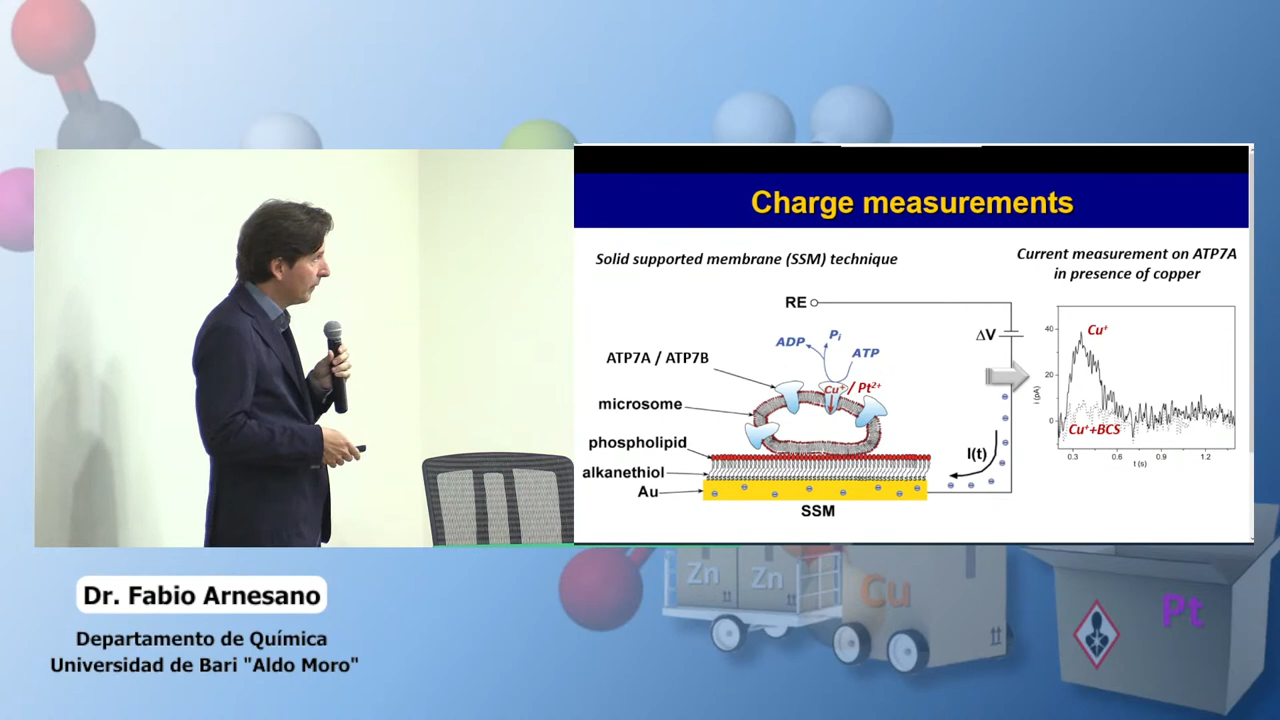 Charge measurements
Solid supported membrane (SSM) technique
Current measurement on ATP7A
in presence of copper
RE
ΔV
ADP
Pi
ATP
ATP7A / ATP7B
Cu⁺ / Pt²⁺
microsome
phospholipid
alkanethiol
Au
I(t)
SSM
Cu⁺
Cu⁺+BCS
40
20
0
i (pA)
0.3
0.6
0.9
1.2
t (s)
Zn
Zn
Cu
Pt
Dr. Fabio Arnesano
Departamento de Química
Universidad de Bari "Aldo Moro"